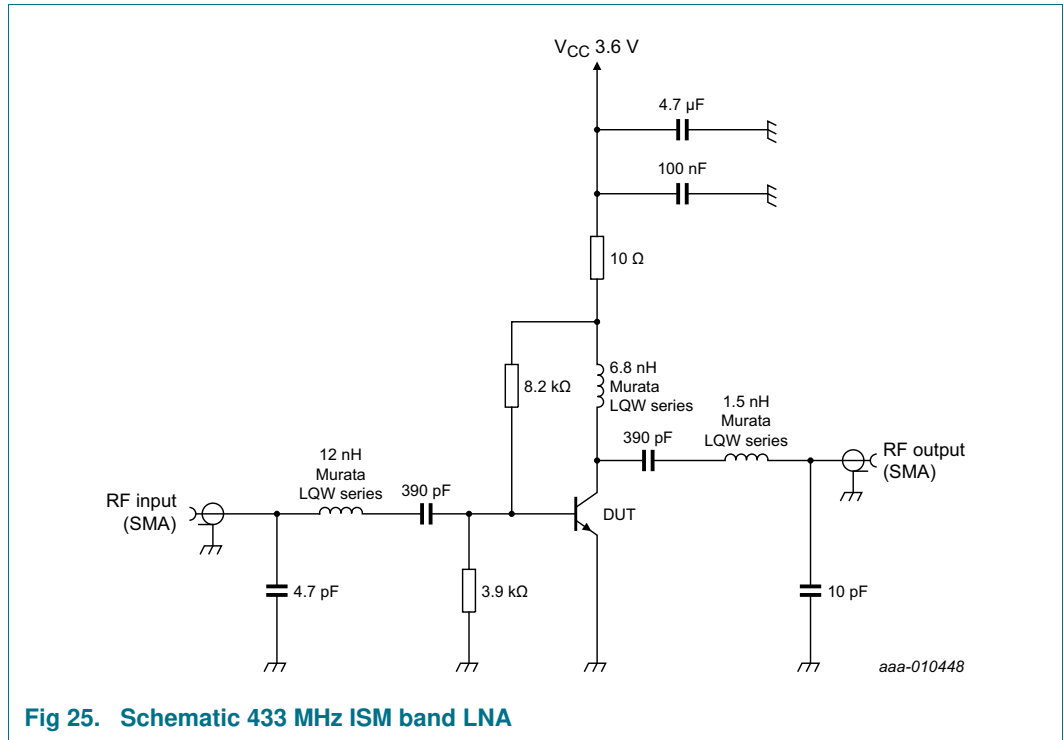 VCC 3.6 V
4.7 µF
100 nF
10 Ω
8.2 kΩ
6.8 nH
Murata
LQW series
1.5 nH
Murata
LQW series
390 pF
RF output
(SMA)
12 nH
Murata
LQW series
390 pF
RF input
(SMA)
DUT
4.7 pF
3.9 kΩ
10 pF
aaa-010448
Fig 25. Schematic 433 MHz ISM band LNA